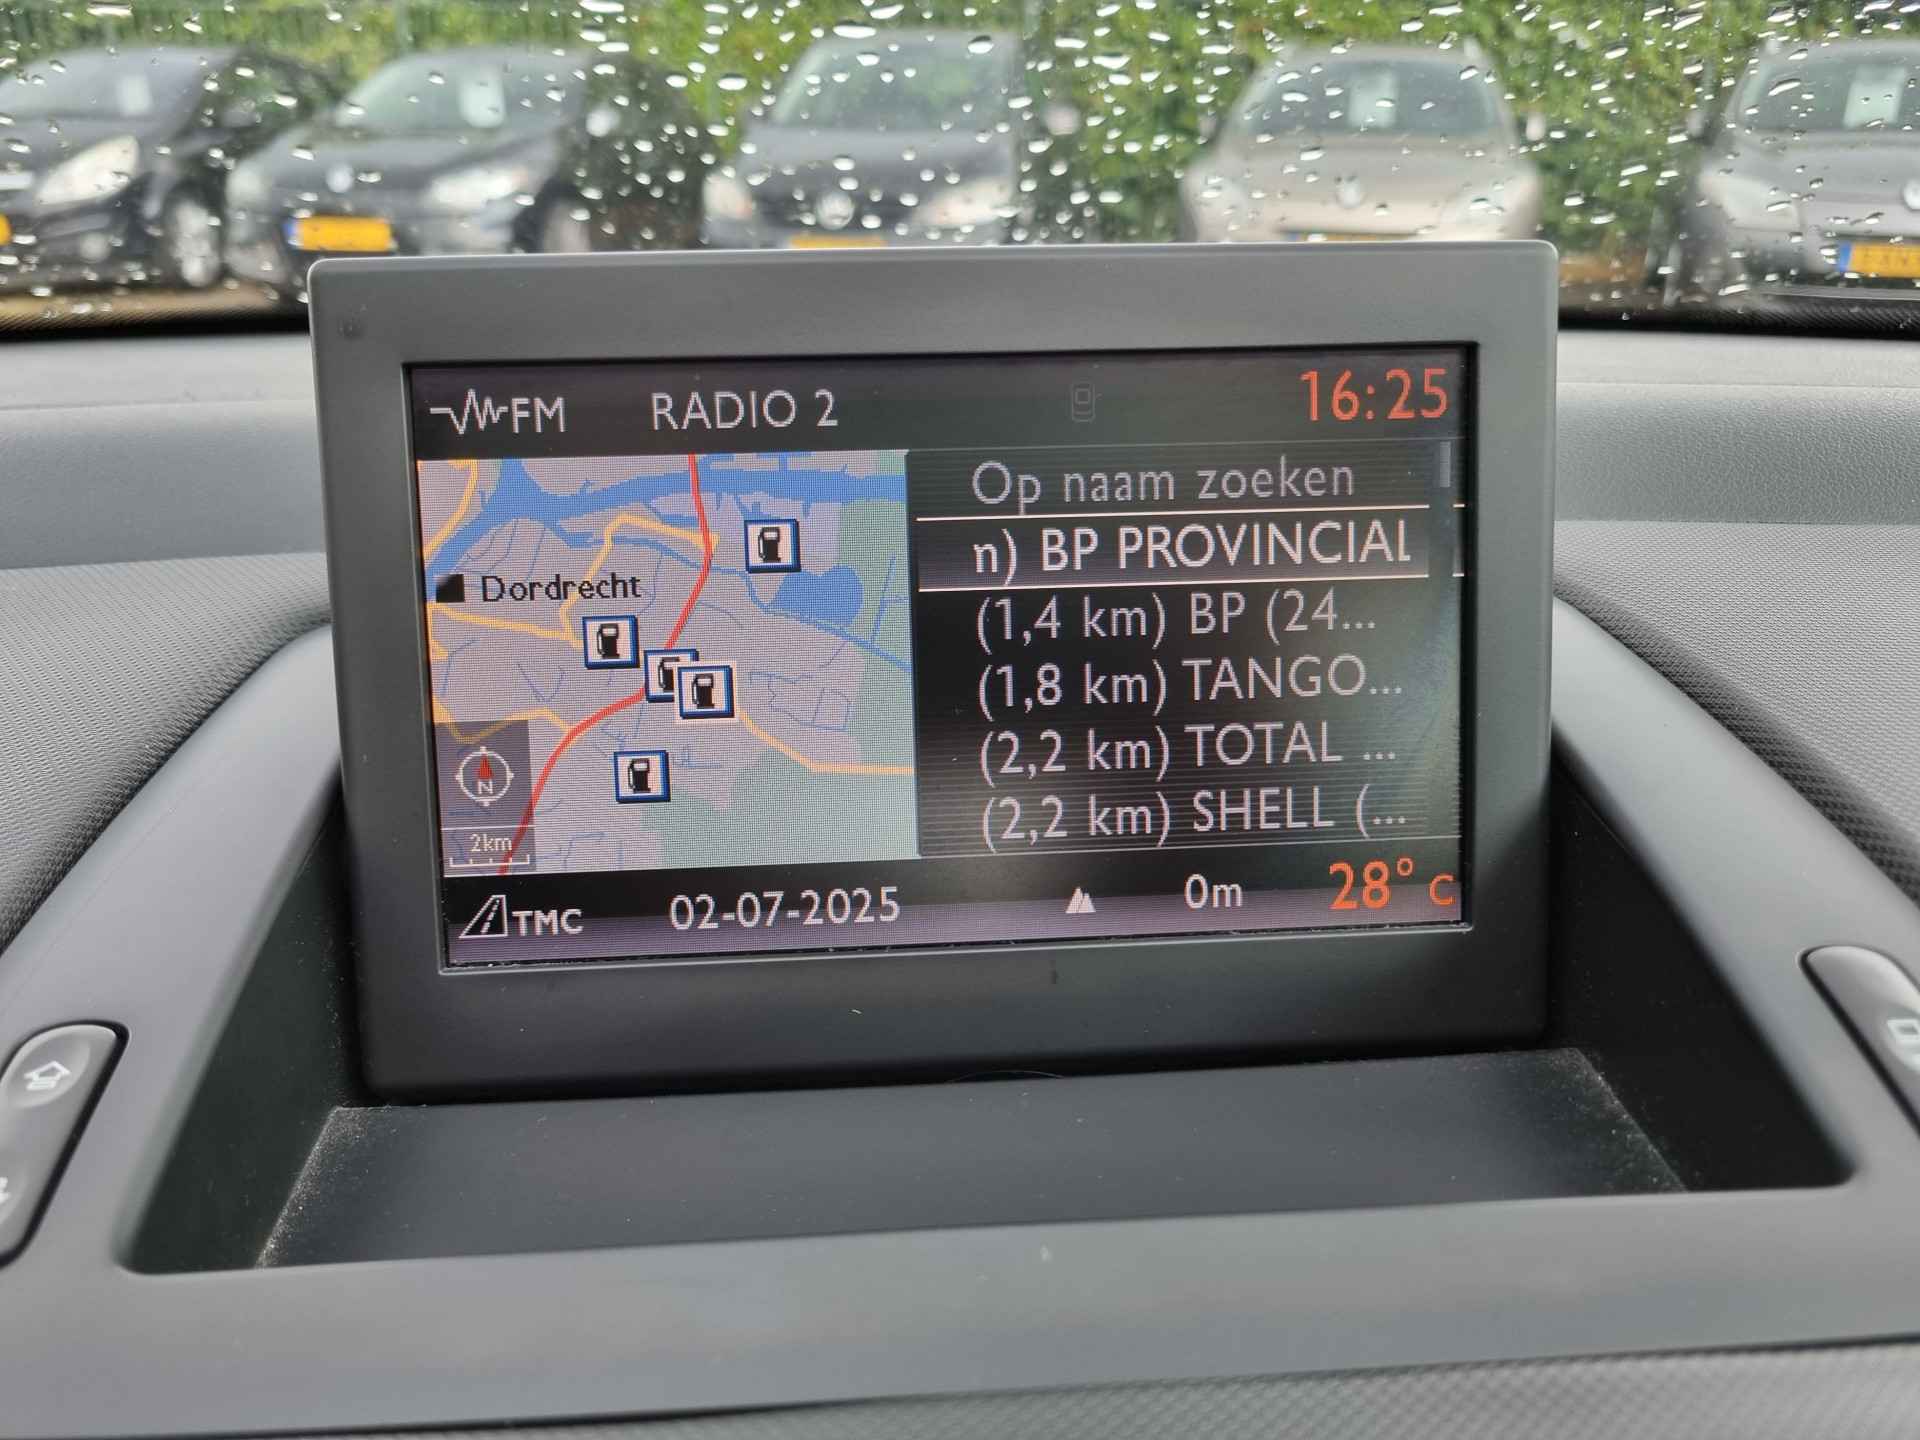 FM RADIO 2 16:25
Op naam zoeken
n) BP PROVINCIAL
(1,4 km) BP (24...
(1,8 km) TANGO...
(2,2 km) TOTAL ...
(2,2 km) SHELL (...
Dordrecht
N
2km
TMC 02-07-2025 0m 28° C